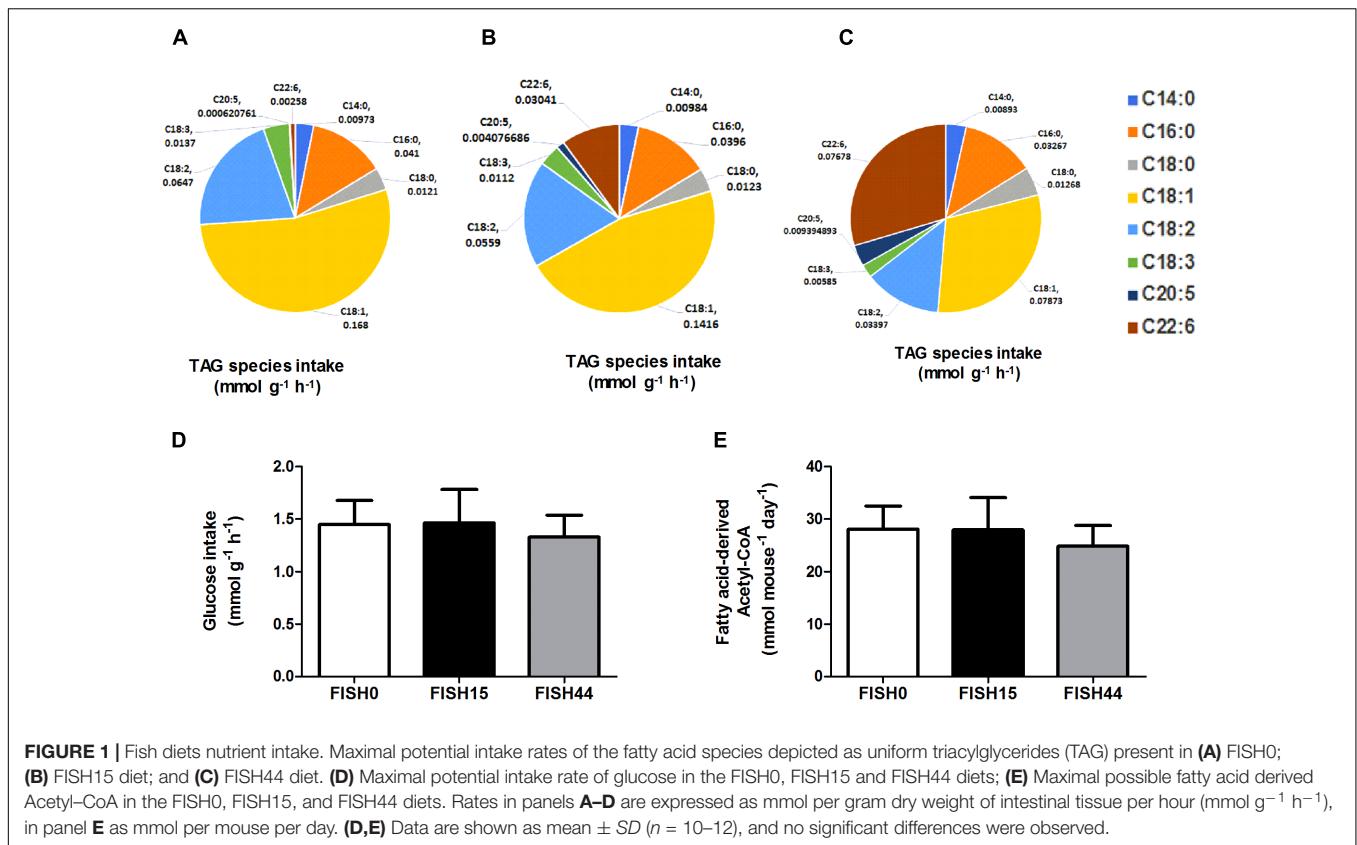 A
B
C
C22:6,
0.00258
C20:5,
0.000620761
C14:0,
0.00973
C18:3,
0.0137
C16:0,
0.041
C18:2,
0.0647
C18:0,
0.0121
C18:1,
0.168
TAG species intake
(mmol g-1 h-1)
C22:6,
0.03041
C14:0,
0.00984
C20:5,
0.004076686
C16:0,
0.0396
C18:3,
0.0112
C18:0,
0.0123
C18:2,
0.0559
C18:1,
0.1416
TAG species intake
(mmol g-1 h-1)
C14:0,
0.00893
C22:6,
0.07678
C16:0,
0.03267
C18:0,
0.01268
C20:5,
0.009394893
C18:3,
0.00585
C18:2,
0.03397
C18:1,
0.07873
TAG species intake
(mmol g-1 h-1)
C14:0
C16:0
C18:0
C18:1
C18:2
C18:3
C20:5
C22:6
D
Glucose intake
(mmol g-1 h-1)
2.0
1.5
1.0
0.5
0.0
FISH0
FISH15
FISH44
E
Fatty acid-derived
Acetyl-CoA
(mmol mouse-1 day-1)
40
30
20
10
0
FISH0
FISH15
FISH44
FIGURE 1 | Fish diets nutrient intake. Maximal potential intake rates of the fatty acid species depicted as uniform triacylglycerides (TAG) present in (A) FISH0;
(B) FISH15 diet; and (C) FISH44 diet. (D) Maximal potential intake rate of glucose in the FISH0, FISH15 and FISH44 diets; (E) Maximal possible fatty acid derived
Acetyl–CoA in the FISH0, FISH15, and FISH44 diets. Rates in panels A–D are expressed as mmol per gram dry weight of intestinal tissue per hour (mmol g−1 h−1),
in panel E as mmol per mouse per day. (D,E) Data are shown as mean ± SD (n = 10–12), and no significant differences were observed.